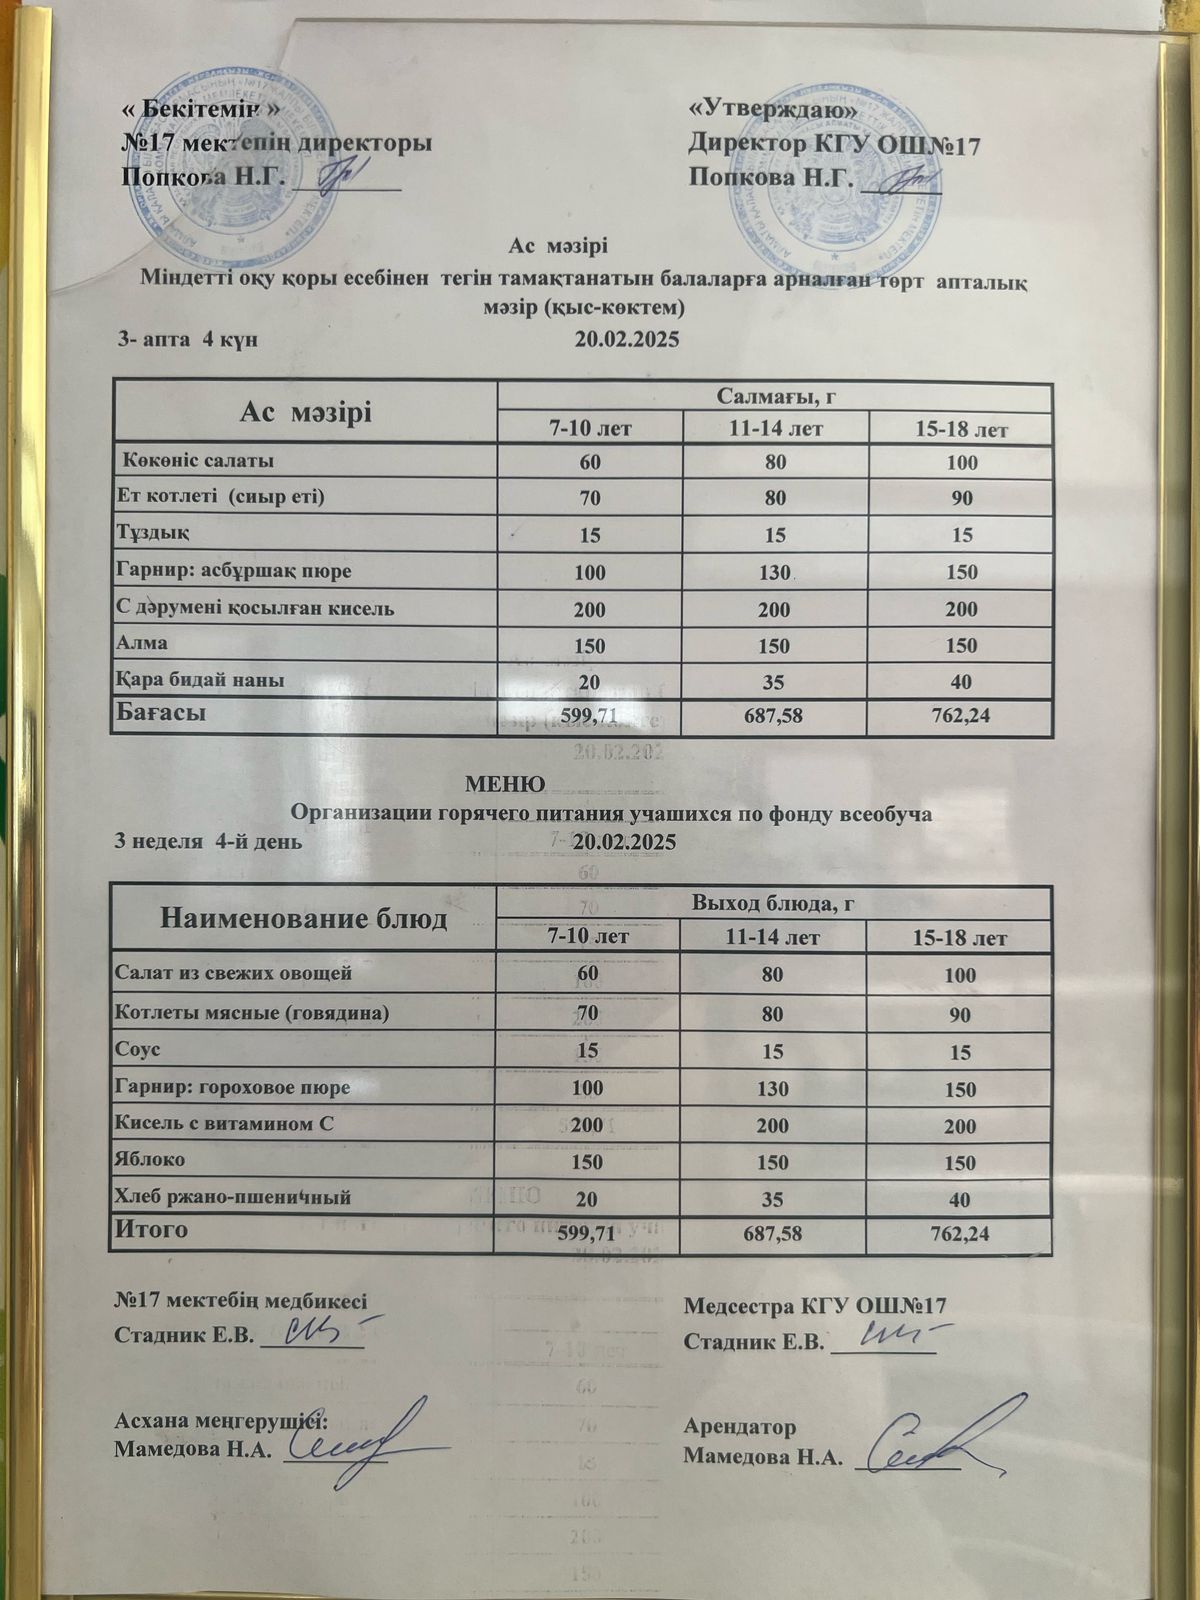 « Бекітемін »
№17 мектепің директоры
Попкова Н.Г.
«Утверждаю»
Директор КГУ ОШ№17
Попкова Н.Г.
Ас мәзірі
Міндетті оқу қоры есебінен тегін тамақтанатын балаларға арналған төрт апталық
мәзір (қыс-көктем)
3- апта 4 күн 20.02.2025
Ас мәзірі Салмағы, г
7-10 лет 11-14 лет 15-18 лет
Көкөніс салаты 60 80 100
Ет котлеті (сиыр еті) 70 80 90
Тұздық 15 15 15
Гарнир: асбұршақ пюре 100 130 150
С дәрумені қосылған кисель 200 200 200
Алма 150 150 150
Қара бидай наны 20 35 40
Бағасы 599,71 687,58 762,24
МЕНЮ
Организации горячего питания учашихся по фонду всеобуча
3 неделя 4-й день 20.02.2025
Наименование блюд Выход блюда, г
7-10 лет 11-14 лет 15-18 лет
Салат из свежих овощей 60 80 100
Котлеты мясные (говядина) 70 80 90
Соус 15 15 15
Гарнир: гороховое пюре 100 130 150
Кисель с витамином С 200 200 200
Яблоко 150 150 150
Хлеб ржано-пшеничный 20 35 40
Итого 599,71 687,58 762,24
№17 мектебің медбикесі
Стадник Е.В.
Медсестра КГУ ОШ№17
Стадник Е.В.
Асхана меңгерушісі:
Мамедова Н.А.
Арендатор
Мамедова Н.А.